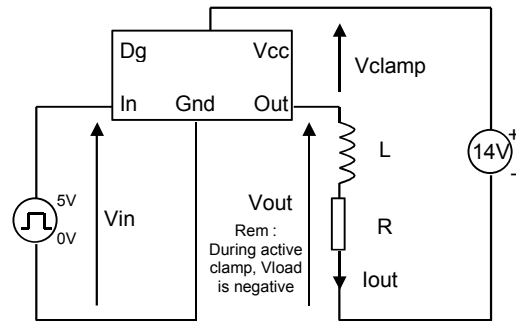 Dg Vcc
Vclamp
In Gnd Out
14V
+
−
L
5V
0V
Vin
Vout
R
Rem :
During active
clamp, Vload
is negative
Iout